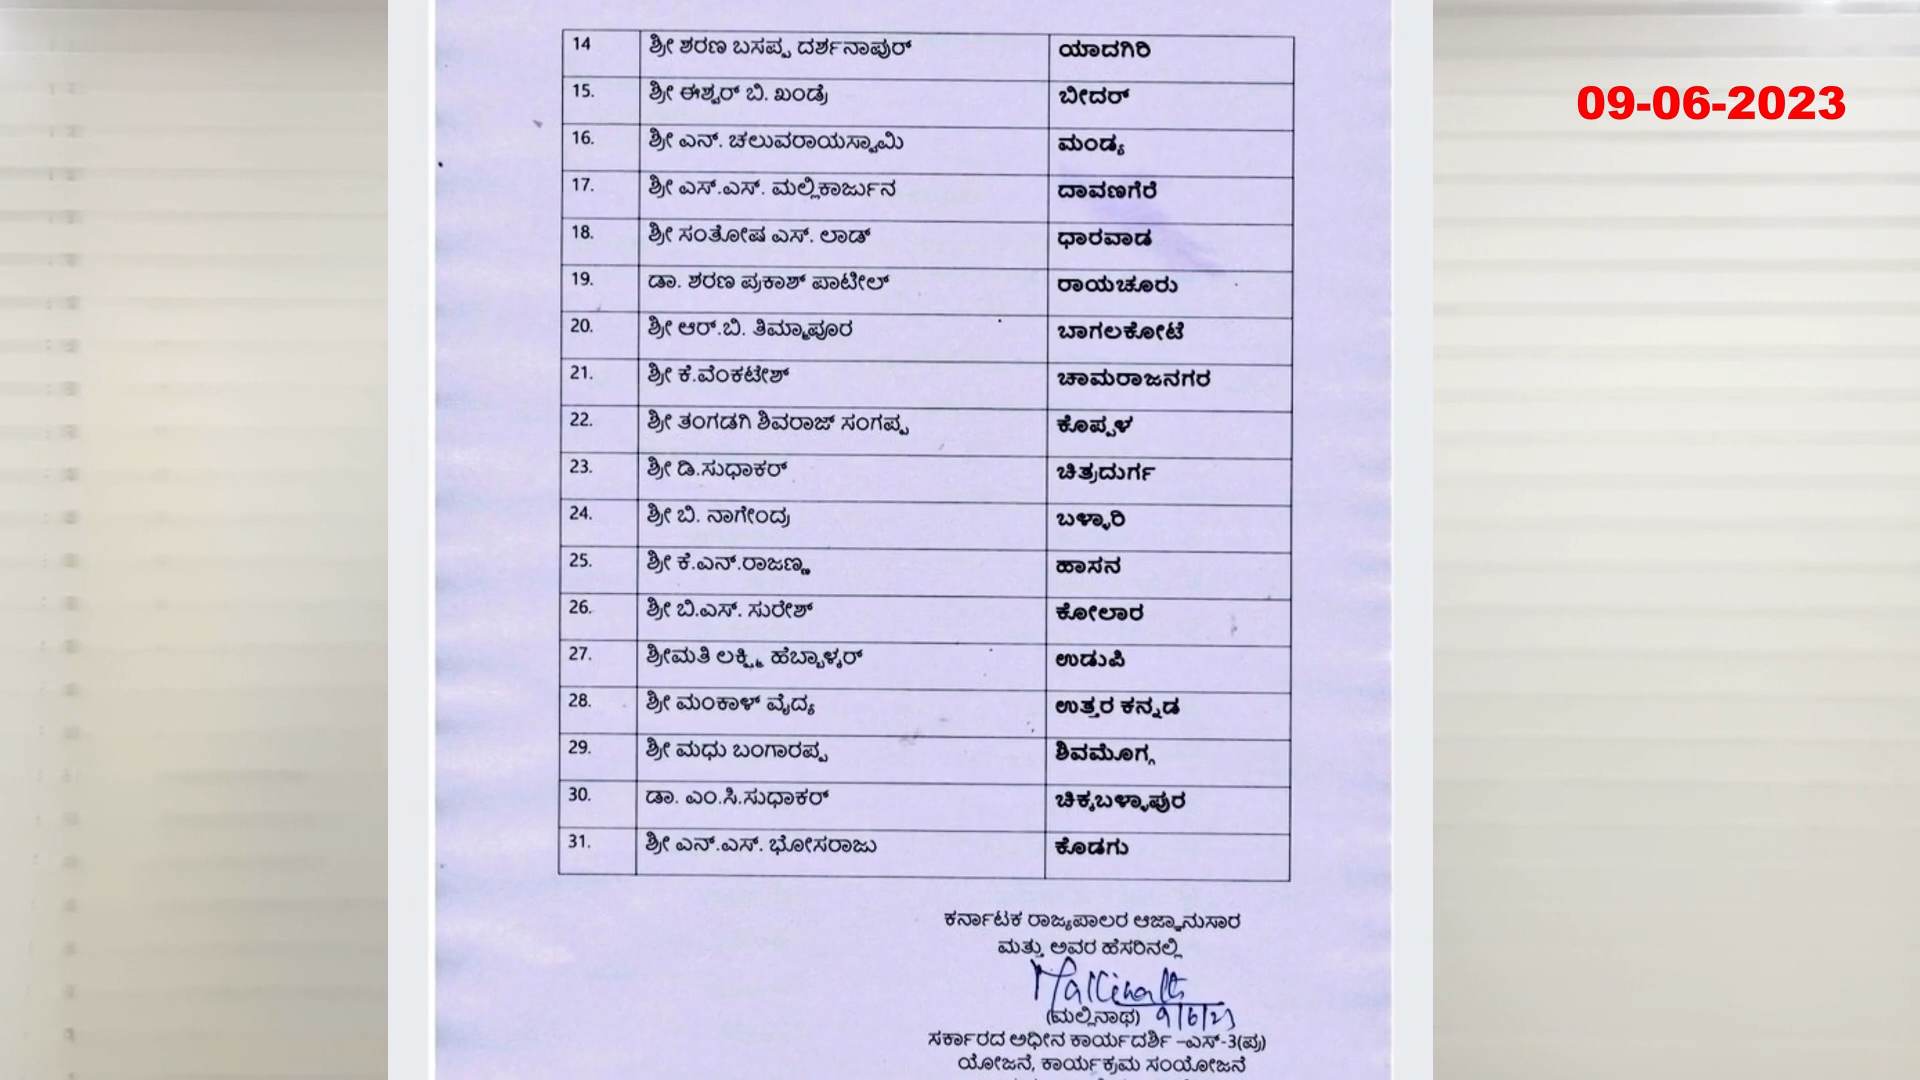 09-06-2023
14 ಶ್ರೀ ಶರಣ ಬಸಪ್ಪ ದರ್ಶನಾಪುರ್ ಯಾದಗಿರಿ
15. ಶ್ರೀ ಈಶ್ವರ್ ಬಿ. ಖಂಡ್ರೆ ಬೀದರ್
16. ಶ್ರೀ ಎನ್. ಚಲುವರಾಯಸ್ವಾಮಿ ಮಂಡ್ಯ
17. ಶ್ರೀ ಎಸ್.ಎಸ್. ಮಲ್ಲಿಕಾರ್ಜುನ ದಾವಣಗೆರೆ
18. ಶ್ರೀ ಸಂತೋಷ ಎಸ್. ಲಾಡ್ ಧಾರವಾಡ
19. ಡಾ. ಶರಣ ಪ್ರಕಾಶ್ ಪಾಟೀಲ್ ರಾಯಚೂರು
20. ಶ್ರೀ ಆರ್.ಬಿ. ತಿಮ್ಮಾಪೂರ ಬಾಗಲಕೋಟೆ
21. ಶ್ರೀ ಕೆ.ವೆಂಕಟೇಶ್ ಚಾಮರಾಜನಗರ
22. ಶ್ರೀ ತಂಗಡಗಿ ಶಿವರಾಜ್ ಸಂಗಪ್ಪ ಕೊಪ್ಪಳ
23. ಶ್ರೀ ಡಿ.ಸುಧಾಕರ್ ಚಿತ್ರದುರ್ಗ
24. ಶ್ರೀ ಬಿ. ನಾಗೇಂದ್ರ ಬಳ್ಳಾರಿ
25. ಶ್ರೀ ಕೆ.ಎನ್.ರಾಜಣ್ಣ ಹಾಸನ
26. ಶ್ರೀ ಬಿ.ಎಸ್. ಸುರೇಶ್ ಕೋಲಾರ
27. ಶ್ರೀಮತಿ ಲಕ್ಷ್ಮಿ ಹೆಬ್ಬಾಳ್ಕರ್ ಉಡುಪಿ
28. ಶ್ರೀ ಮಂಕಾಳ್ ವೈದ್ಯ ಉತ್ತರ ಕನ್ನಡ
29. ಶ್ರೀ ಮಧು ಬಂಗಾರಪ್ಪ ಶಿವಮೊಗ್ಗ
30. ಡಾ. ಎಂ.ಸಿ.ಸುಧಾಕರ್ ಚಿಕ್ಕಬಳ್ಳಾಪುರ
31. ಶ್ರೀ ಎನ್.ಎಸ್. ಭೋಸರಾಜು ಕೊಡಗು
ಕರ್ನಾಟಕ ರಾಜ್ಯಪಾಲರ ಆಜ್ಞಾನುಸಾರ
ಮತ್ತು ಅವರ ಹೆಸರಿನಲ್ಲಿ
Mallinath
(ಮಲ್ಲಿನಾಥ) 9/6/23
ಸರ್ಕಾರದ ಅಧೀನ ಕಾರ್ಯದರ್ಶಿ –ಎಸ್-3(ಪ್ರ)
ಯೋಜನೆ, ಕಾರ್ಯಕ್ರಮ ಸಂಯೋಜನೆ